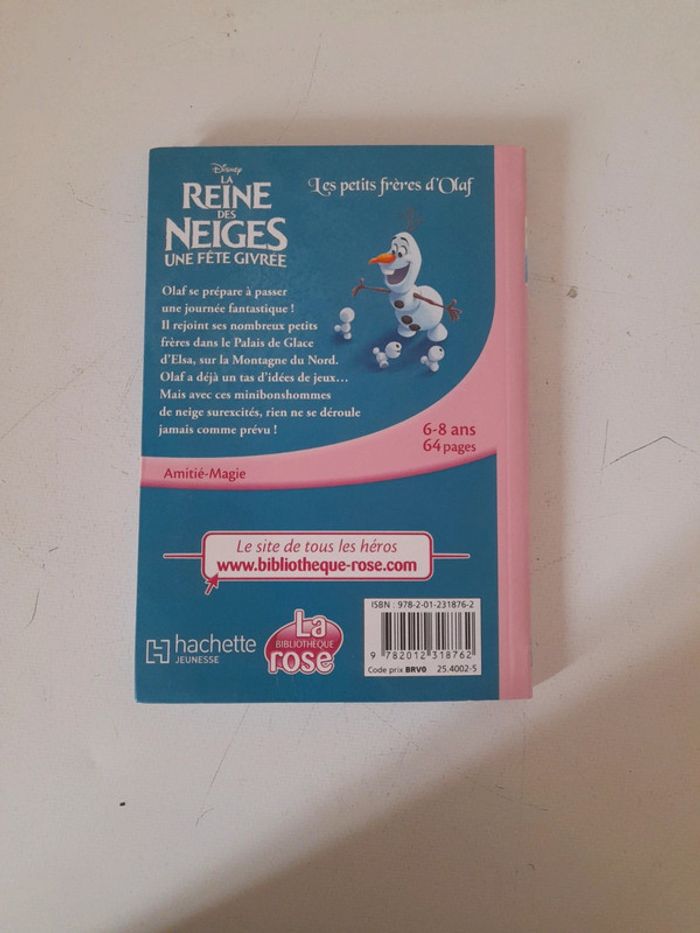 Disney
LA
REINE
DES
NEIGES
UNE FÊTE GIVRÉE
Les petits frères d'Olaf
Olaf se prépare à passer
une journée fantastique !
Il rejoint ses nombreux petits
frères dans le Palais de Glace
d'Elsa, sur la Montagne du Nord.
Olaf a déjà un tas d'idées de jeux...
Mais avec ces minibonshommes
de neige surexcités, rien ne se déroule
jamais comme prévu !
6-8 ans
64 pages
Amitié-Magie
Le site de tous les héros
www.bibliotheque-rose.com
hachette
JEUNESSE
La
BIBLIOTHÈQUE
rose
ISBN : 978-2-01-231876-2
9 782012 318762
Code prix BRV0 25.4002-5